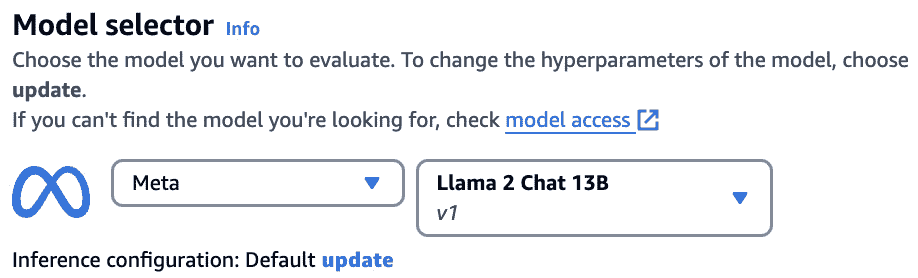 Model selector Info
Choose the model you want to evaluate. To change the hyperparameters of the model, choose
update.
If you can't find the model you're looking for, check model access
Meta
Llama 2 Chat 13B
v1
Inference configuration: Default update